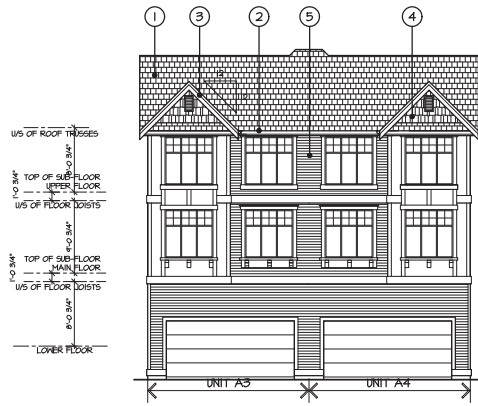 1 3 2 5 4
12
12
U/S OF ROOF TRUSSES
8'-0 3/4"
TOP OF SUB-FLOOR
UPPER FLOOR
1'-0 3/4"
U/S OF FLOOR JOISTS
9'-0 3/4"
TOP OF SUB-FLOOR
MAIN FLOOR
1'-0 3/4"
U/S OF FLOOR JOISTS
8'-0 3/4"
LOWER FLOOR
UNIT A3 UNIT A4